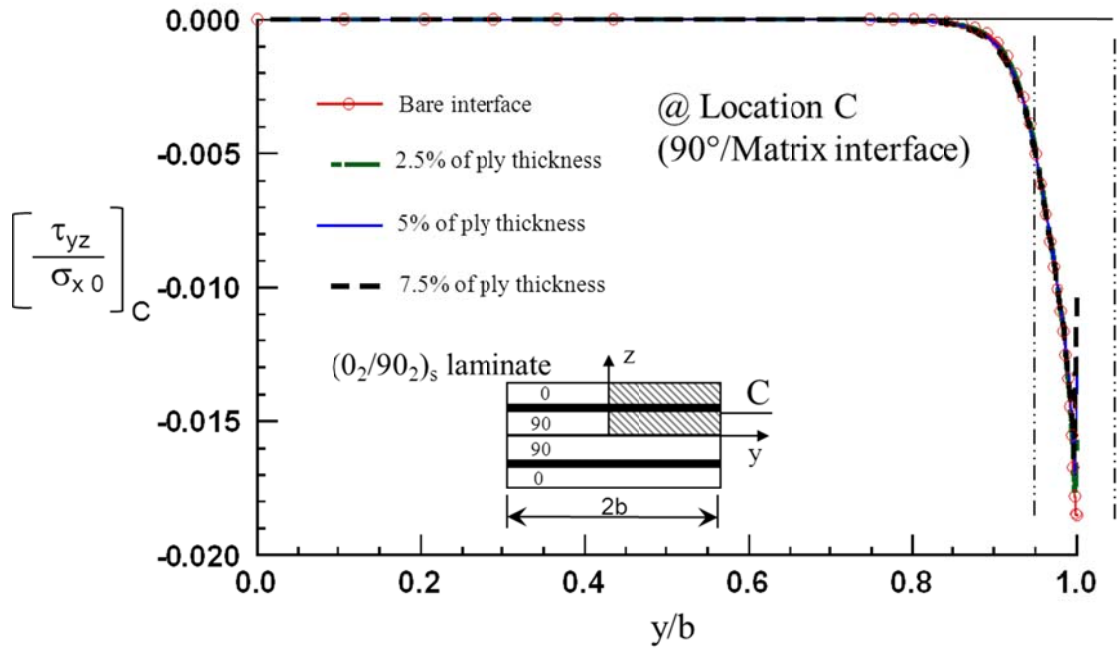 0.000
-0.005
-0.010
-0.015
-0.020
[τyz/σx 0]C
Bare interface
2.5% of ply thickness
5% of ply thickness
7.5% of ply thickness
@ Location C
(90°/Matrix interface)
(0₂/90₂)s laminate
z
C
0
90
y
90
0
2b
0.0 0.2 0.4 0.6 0.8 1.0
y/b